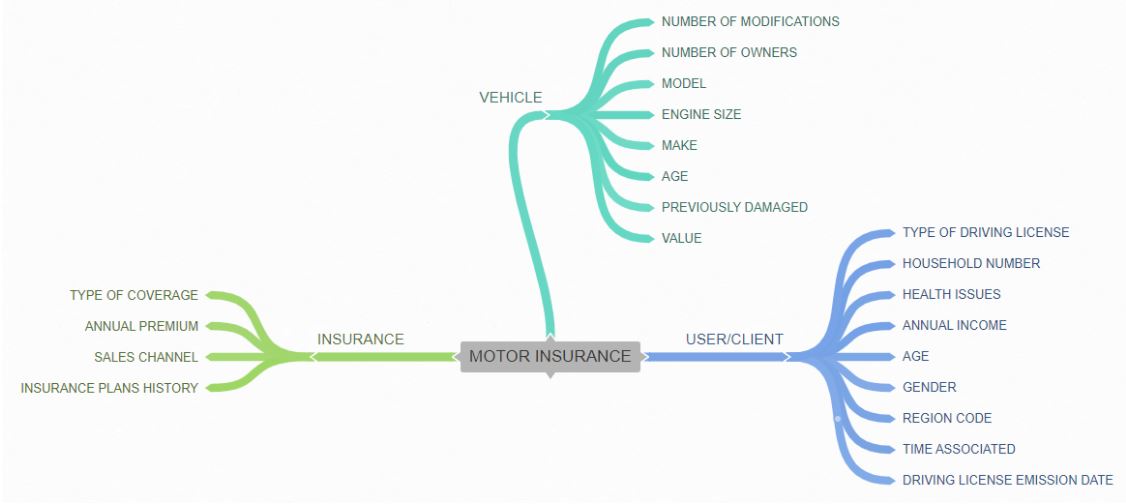 NUMBER OF MODIFICATIONS
NUMBER OF OWNERS
MODEL
VEHICLE
ENGINE SIZE
MAKE
AGE
PREVIOUSLY DAMAGED
VALUE
TYPE OF DRIVING LICENSE
HOUSEHOLD NUMBER
HEALTH ISSUES
ANNUAL INCOME
USER/CLIENT
AGE
GENDER
REGION CODE
TIME ASSOCIATED
DRIVING LICENSE EMISSION DATE
MOTOR INSURANCE
INSURANCE
TYPE OF COVERAGE
ANNUAL PREMIUM
SALES CHANNEL
INSURANCE PLANS HISTORY